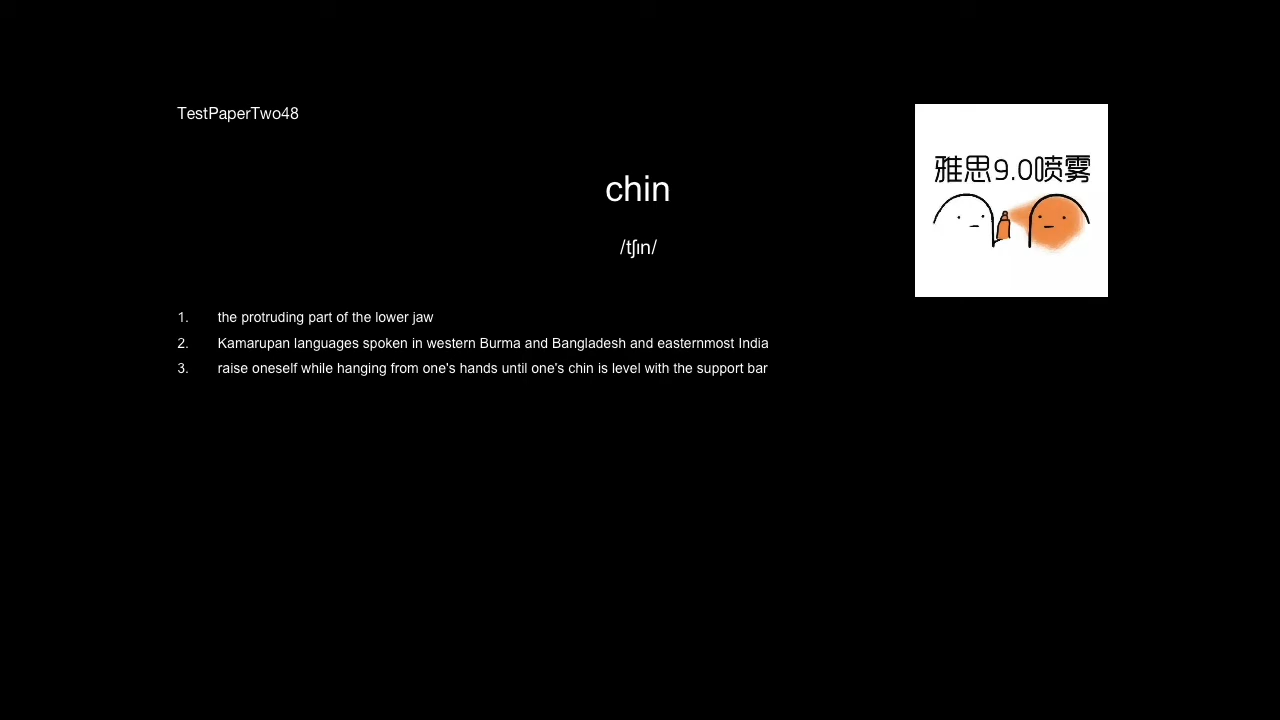 TestPaperTwo48
雅思9.0喷雾
chin
/tʃɪn/
1. the protruding part of the lower jaw
2. Kamarupan languages spoken in western Burma and Bangladesh and easternmost India
3. raise oneself while hanging from one's hands until one's chin is level with the support bar